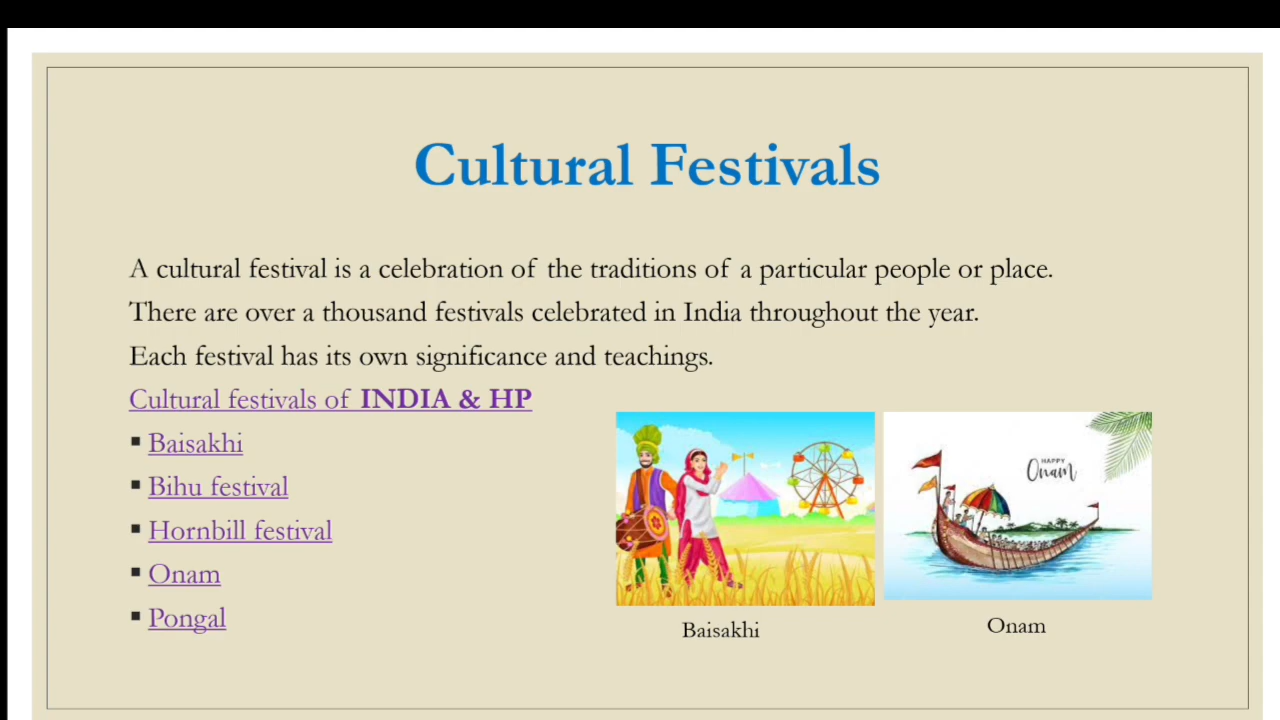 Cultural Festivals
A cultural festival is a celebration of the traditions of a particular people or place.
There are over a thousand festivals celebrated in India throughout the year.
Each festival has its own significance and teachings.
Cultural festivals of INDIA & HP
▪ Baisakhi
▪ Bihu festival
▪ Hornbill festival
▪ Onam
▪ Pongal
HAPPY
Onam
Baisakhi
Onam